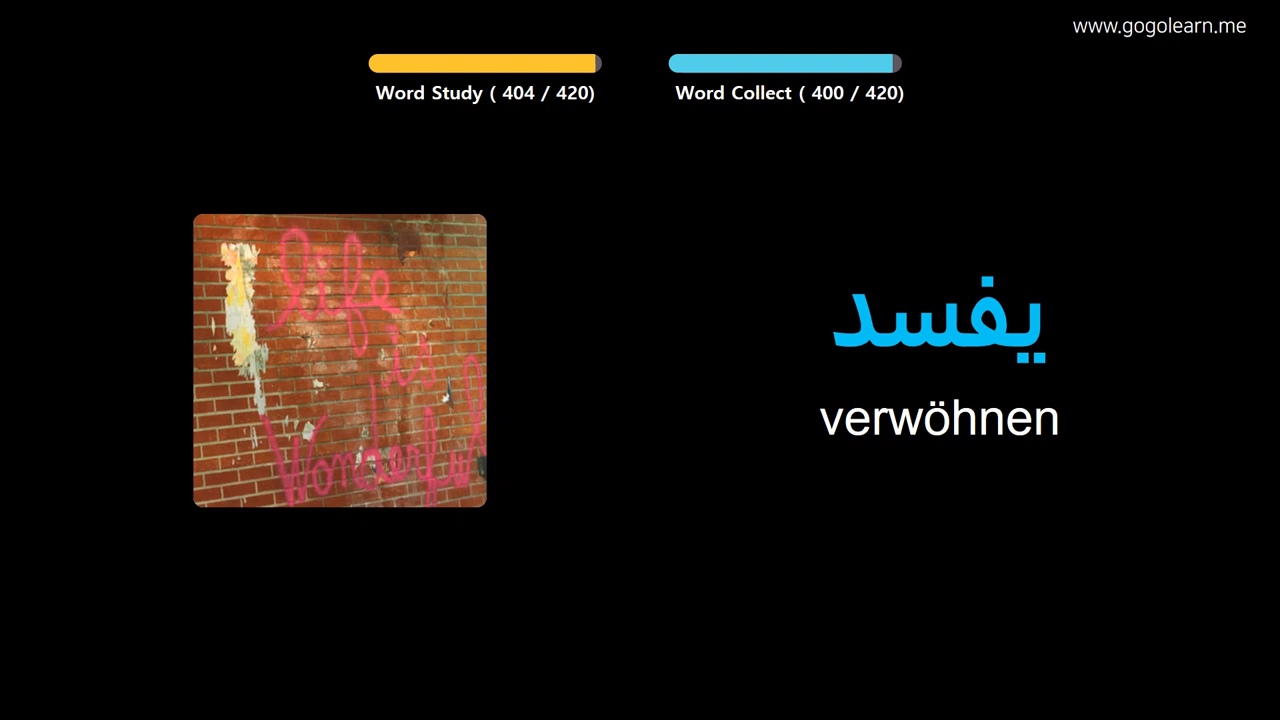 www.gogolearn.me
Word Study ( 404 / 420)
Word Collect ( 400 / 420)
life
is
Wonderful
يفسد
verwöhnen